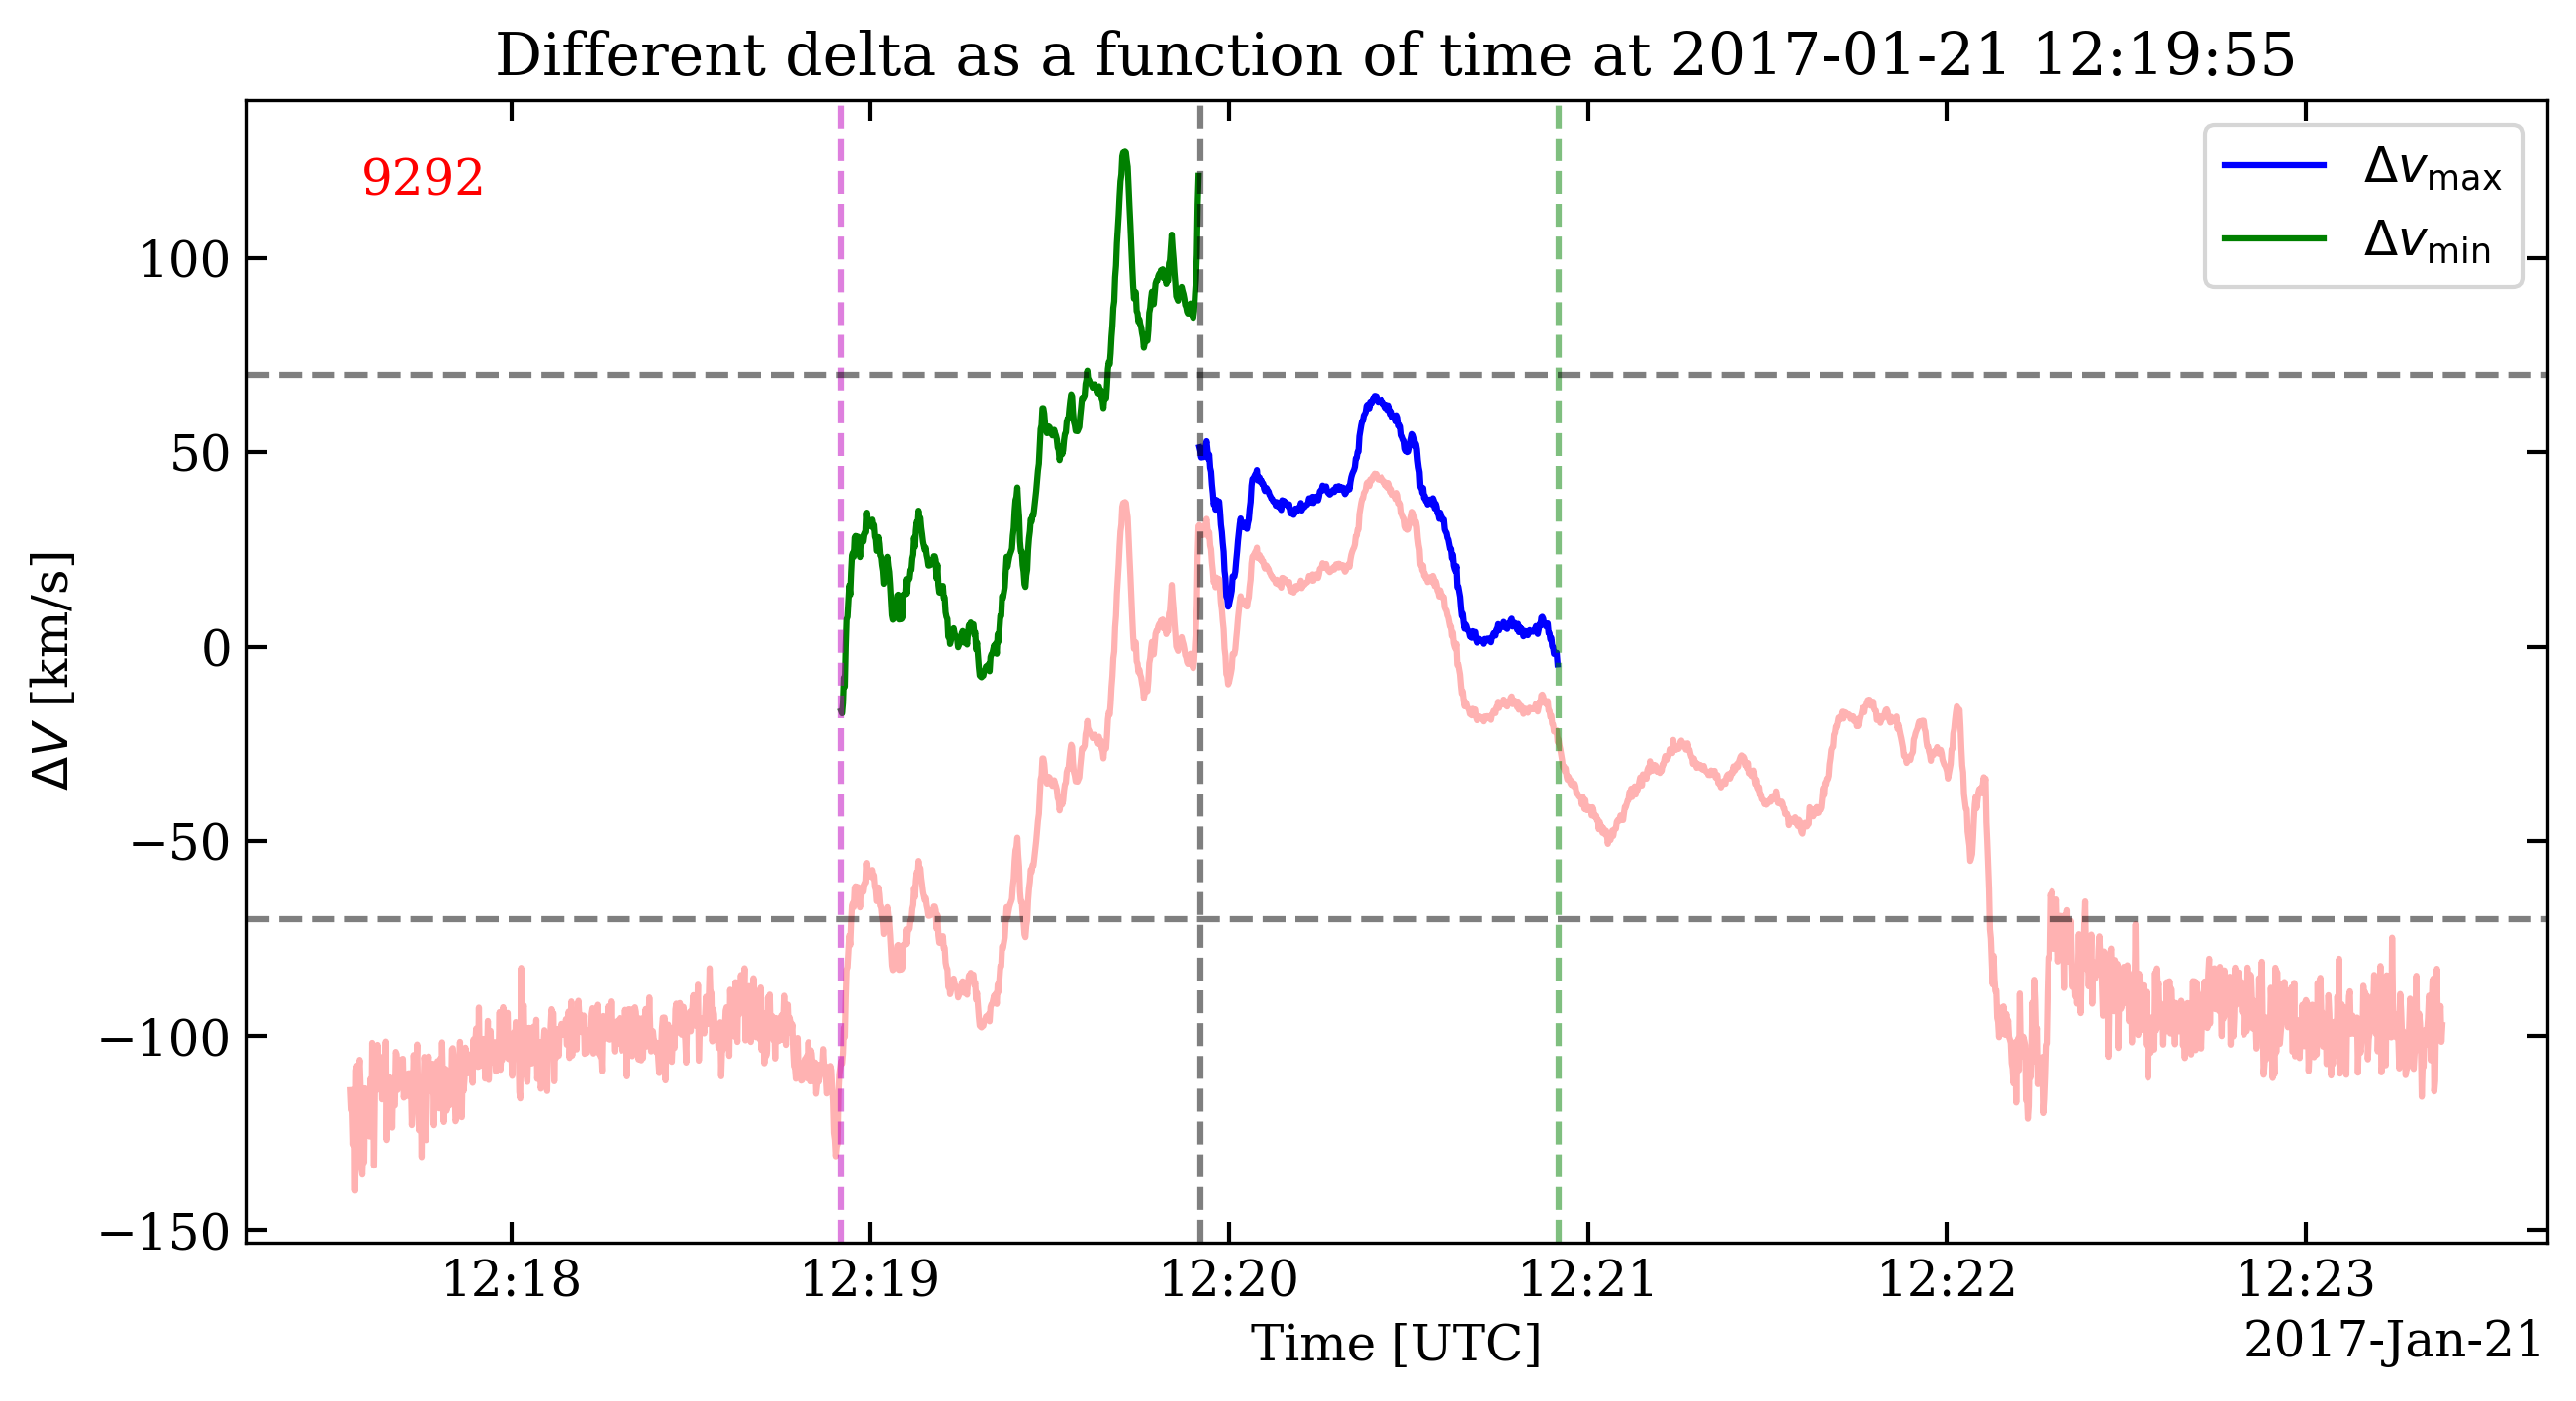 Different delta as a function of time at 2017-01-21 12:19:55
9292
Δv_max
Δv_min
ΔV [km/s]
100
50
0
−50
−100
−150
12:18 12:19 12:20 12:21 12:22 12:23
Time [UTC]
2017-Jan-21